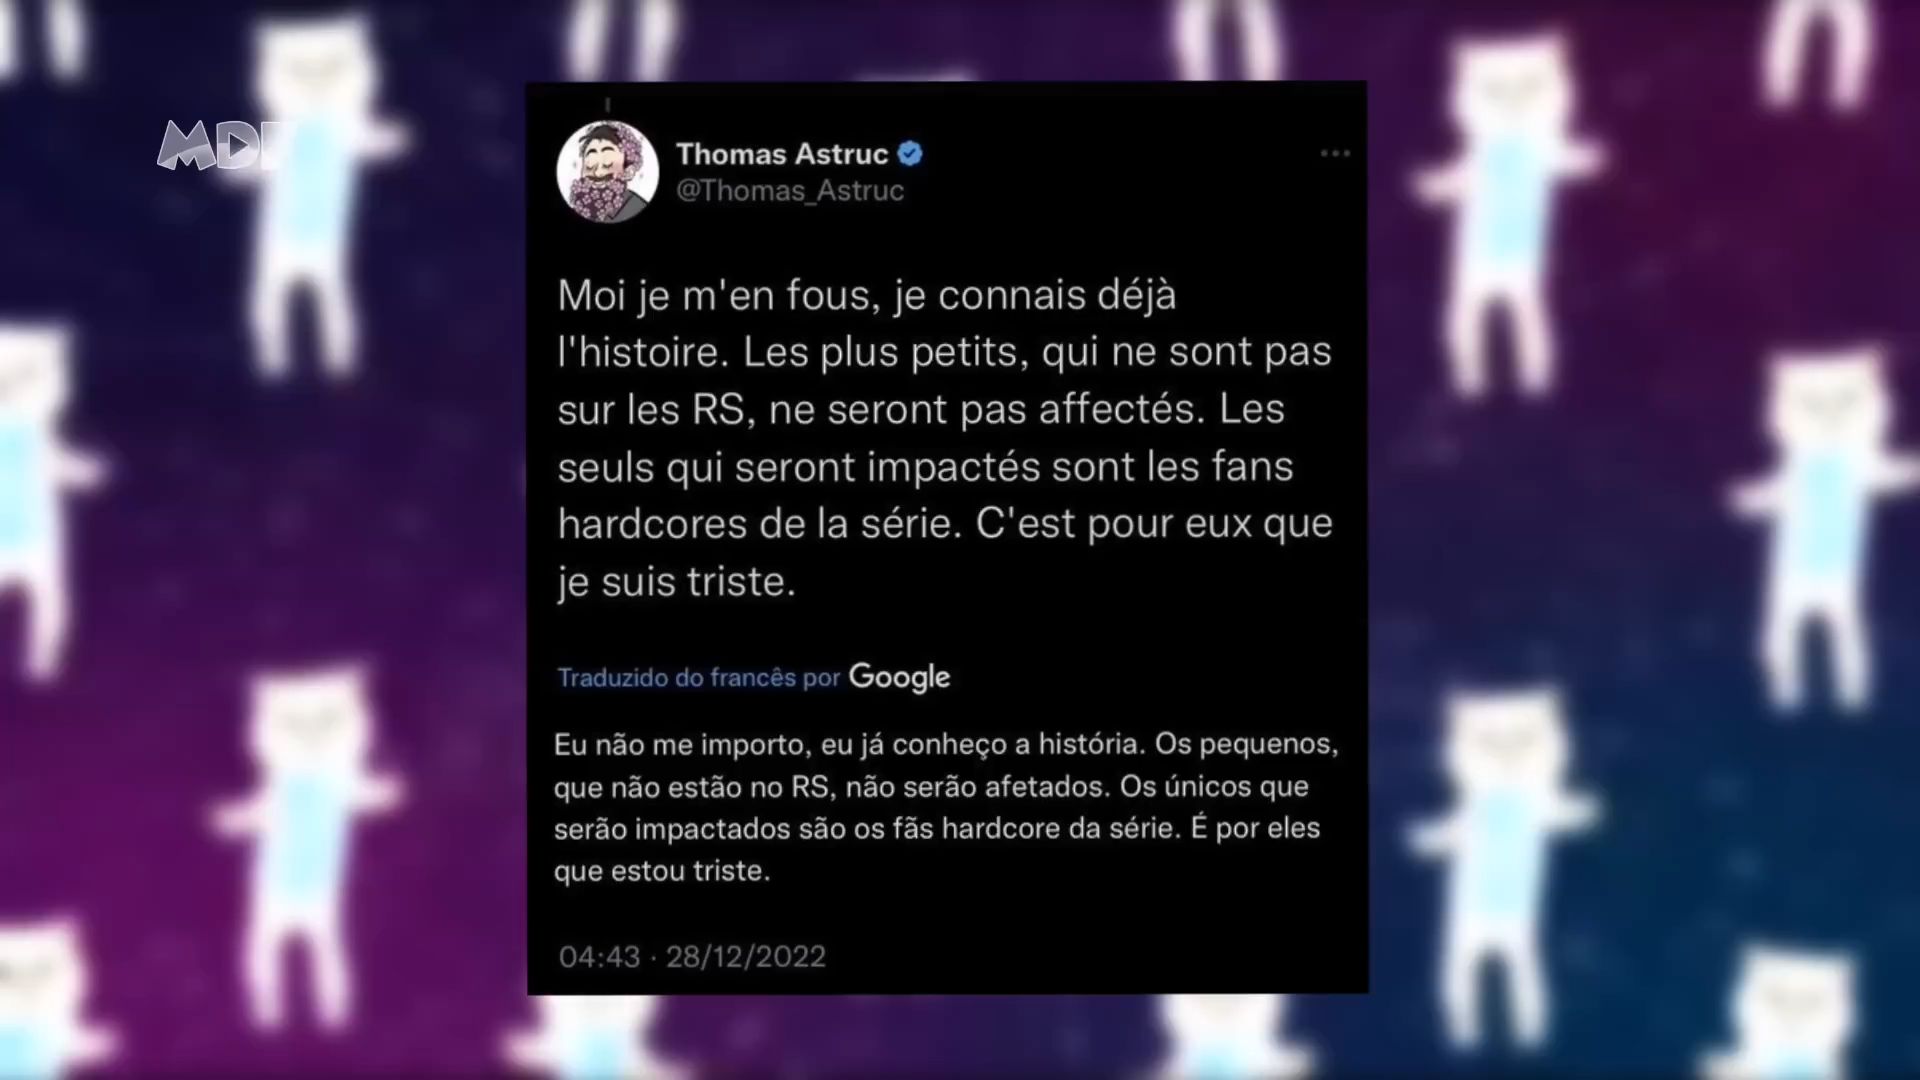 MD
Thomas Astruc
@Thomas_Astruc
Moi je m'en fous, je connais déjà
l'histoire. Les plus petits, qui ne sont pas
sur les RS, ne seront pas affectés. Les
seuls qui seront impactés sont les fans
hardcores de la série. C'est pour eux que
je suis triste.
Traduzido do francês por Google
Eu não me importo, eu já conheço a história. Os pequenos,
que não estão no RS, não serão afetados. Os únicos que
serão impactados são os fãs hardcore da série. É por eles
que estou triste.
04:43 · 28/12/2022